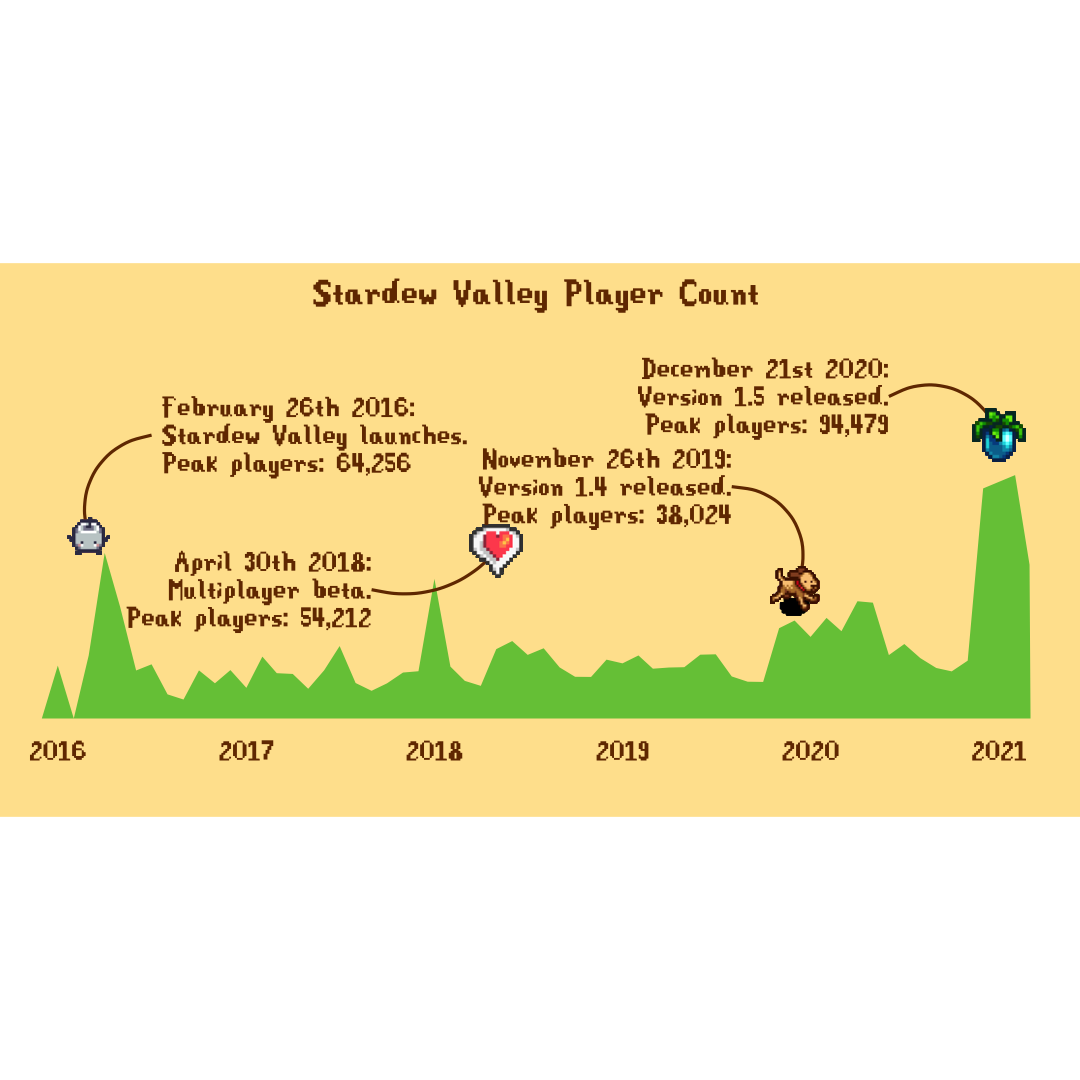 Stardew Valley Player Count
February 26th 2016:
Stardew Valley launches.
Peak players: 64,256
April 30th 2018:
Multiplayer beta.
Peak players: 54,212
November 26th 2019:
Version 1.4 released.
Peak players: 38,024
December 21st 2020:
Version 1.5 released.
Peak players: 94,479
2016 2017 2018 2019 2020 2021